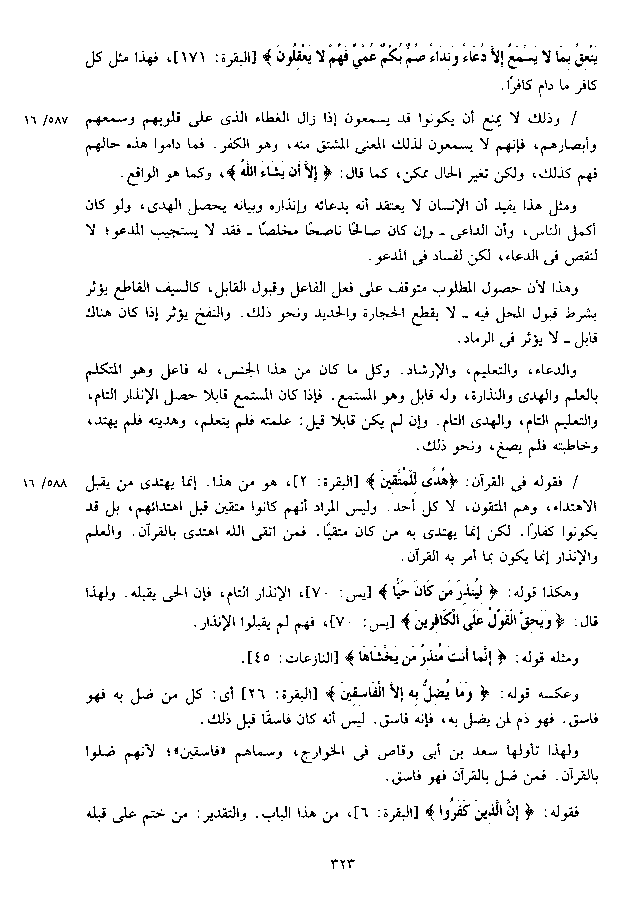 يَنْعِقُ بِمَا لا يَسْمَعُ إِلاَّ دُعَاءً وَنِدَاءً صُمٌّ بُكْمٌ عُمْيٌ فَهُمْ لا يَعْقِلُونَ ﴾ [البقرة: ١٧١]، فهذا مثل كل
كافر ما دام كافرًا.
١٦/٥٨٧ / وذلك لا يمنع أن يكونوا قد يسمعون إذا زال الغطاء الذى على قلوبهم وسمعهم
وأبصارهم، فإنهم لا يسمعون لذلك المعنى المشتق منه، وهو الكفر. فما داموا هذه حالهم
فهم كذلك، ولكن تغير الحال ممكن، كما قال: ﴿ إِلاَّ أَن يَشَاءَ اللَّهُ ﴾، وكما هو الواقع.
ومثل هذا يفيد أن الإنسان لا يعتقد أنه بدعائه وإنذاره وبيانه يحصل الهدى، ولو كان
أكمل الناس، وأن الداعى ـ وإن كان صالحًا ناصحًا مخلصًا ـ فقد لا يستجيب المدعو؛ لا
لنقص فى الدعاء، لكن لفساد فى المدعو.
وهذا لأن حصول المطلوب متوقف على فعل الفاعل وقبول القابل، كالسيف القاطع يؤثر
بشرط قبول المحل فيه ـ لا يقطع الحجارة والحديد ونحو ذلك. والنفخ يؤثر إذا كان هناك
قابل ـ لا يؤثر فى الرماد.
والدعاء، والتعليم، والإرشاد. وكل ما كان من هذا الجنس، له فاعل وهو المتكلم
بالعلم والهدى والنذارة، وله قابل وهو المستمع. فإذا كان المستمع قابلا حصل الإنذار التام،
والتعليم التام، والهدى التام. وإن لم يكن قابلا قيل: علمته فلم يتعلم، وهديته فلم يهتد،
وخاطبته فلم يصغ، ونحو ذلك.
١٦/٥٨٨ / فقوله فى القرآن: ﴿هُدًى لِّلْمُتَّقِينَ ﴾ [البقرة: ٢]، هو من هذا. إنما يهتدى من يقبل
الاهتداء، وهم المتقون، لا كل أحد. وليس المراد أنهم كانوا متقين قبل اهتدائهم، بل قد
يكونوا كفارًا. لكن إنما يهتدى به من كان متقيًا. فمن اتقى الله اهتدى بالقرآن. والعلم
والإنذار إنما يكون بما أمر به القرآن.
وهكذا قوله: ﴿ لِيُنذِرَ مَن كَانَ حَيًّا ﴾ [يس: ٧٠]، الإنذار التام، فإن الحى يقبله. ولهذا
قال: ﴿ وَيَحِقَّ الْقَوْلُ عَلَى الْكَافِرِينَ ﴾ [يس: ٧٠]، فهم لم يقبلوا الإنذار.
ومثله قوله: ﴿ إِنَّمَا أَنتَ مُنذِرُ مَن يَخْشَاهَا ﴾ [النازعات: ٤٥].
وعكسه قوله: ﴿ وَمَا يُضِلُّ بِهِ إِلاَّ الْفَاسِقِينَ ﴾ [البقرة: ٢٦] أى: كل من ضل به فهو
فاسق. فهو ذم لمن يضل به، فإنه فاسق. ليس أنه كان فاسقًا قبل ذلك.
ولهذا تأولها سعد بن أبى وقاص فى الخوارج، وسماهم «فاسقين»؛ لأنهم ضلوا
بالقرآن. فمن ضل بالقرآن فهو فاسق.
فقوله: ﴿ إِنَّ الَّذِينَ كَفَرُوا ﴾ [البقرة: ٦]، من هذا الباب. والتقدير: من ختم على قبله
٣٢٣